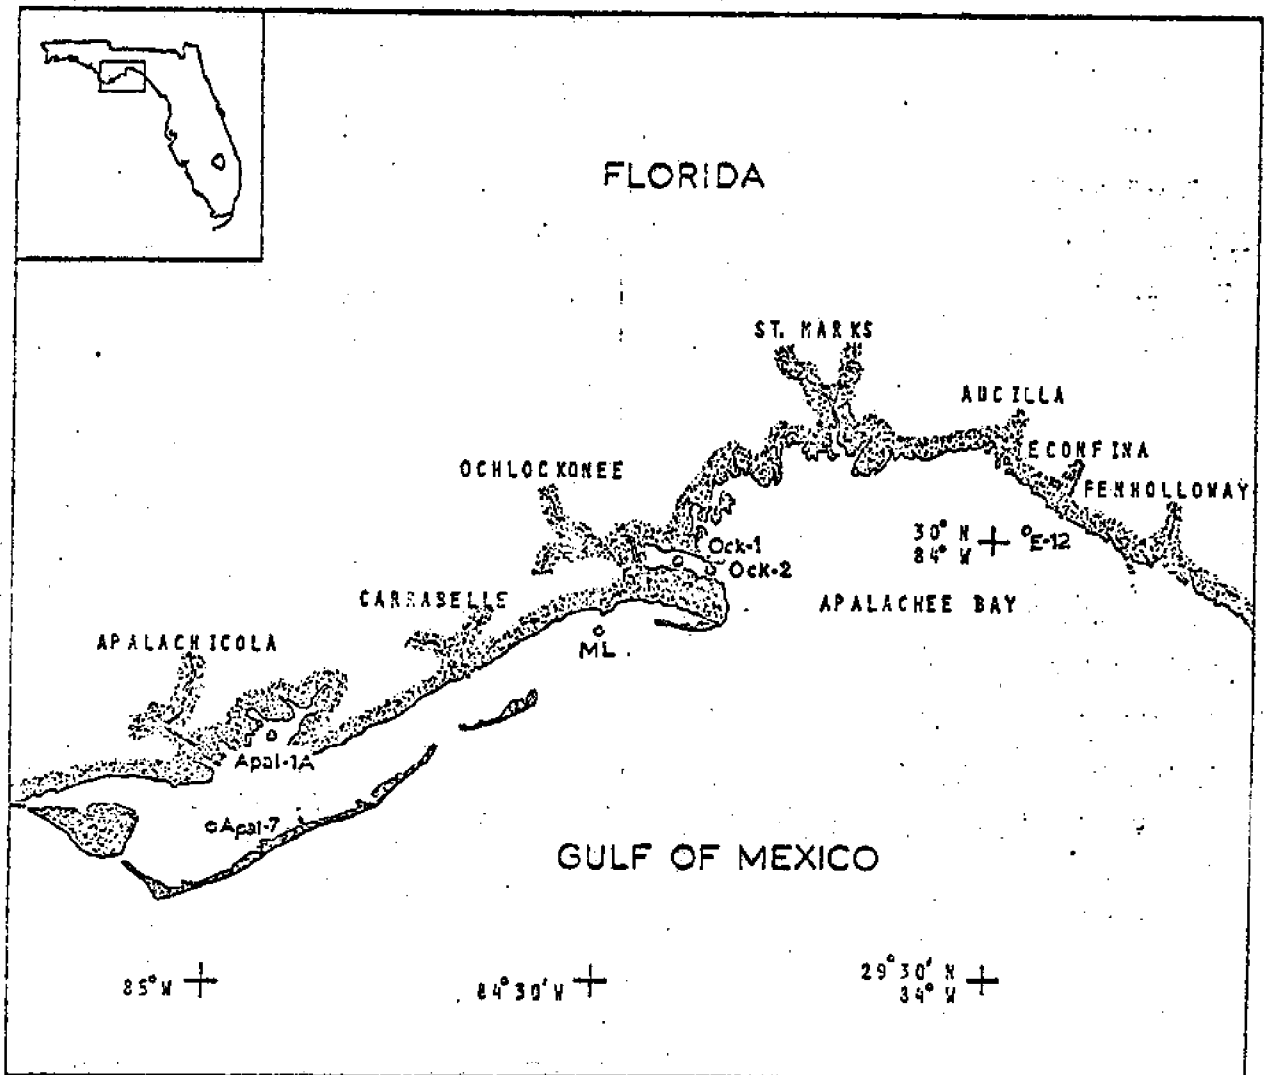 FLORIDA
ST. MARKS
AUCILLA
ECONFINA
FENHOLLOWAY
OCHLOCKONEE
30° N
84° W
E-12
Ock-1
Ock-2
CARRABELLE
APALACHEE BAY
APALACHICOLA
ML
Apal-1A
Apal-7
GULF OF MEXICO
85° W
84° 30' W
29° 30' N
84° W